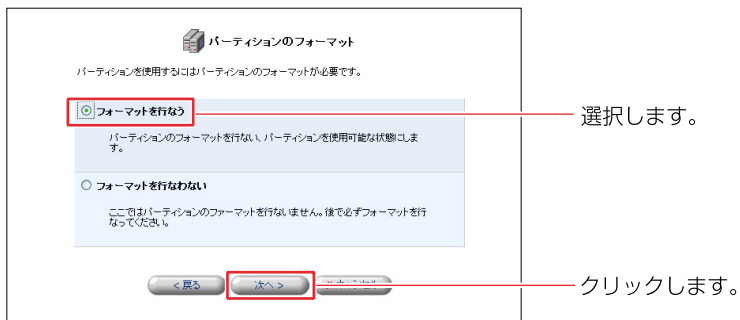 パーティションのフォーマット
パーティションを使用するにはパーティションのフォーマットが必要です。
フォーマットを行なう
選択します。
パーティションのフォーマットを行ない、パーティションを使用可能な状態にしま
す。
フォーマットを行なわない
ここではパーティションのファーマットを行ないません。後で必ずフォーマットを行
なってください。
< 戻る
次へ >
クリックします。